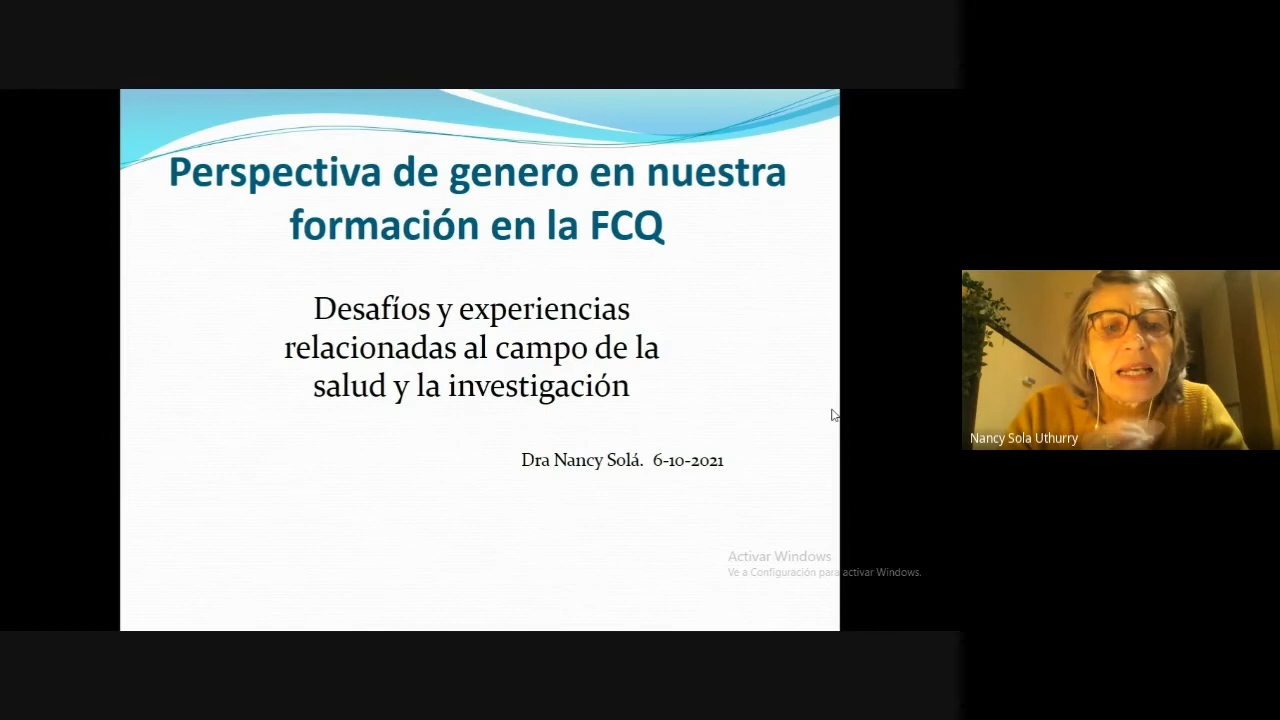 Perspectiva de genero en nuestra
formación en la FCQ
Desafíos y experiencias
relacionadas al campo de la
salud y la investigación
Dra Nancy Solá.  6-10-2021
Activar Windows
Ve a Configuración para activar Windows.
Nancy Sola Uthurry